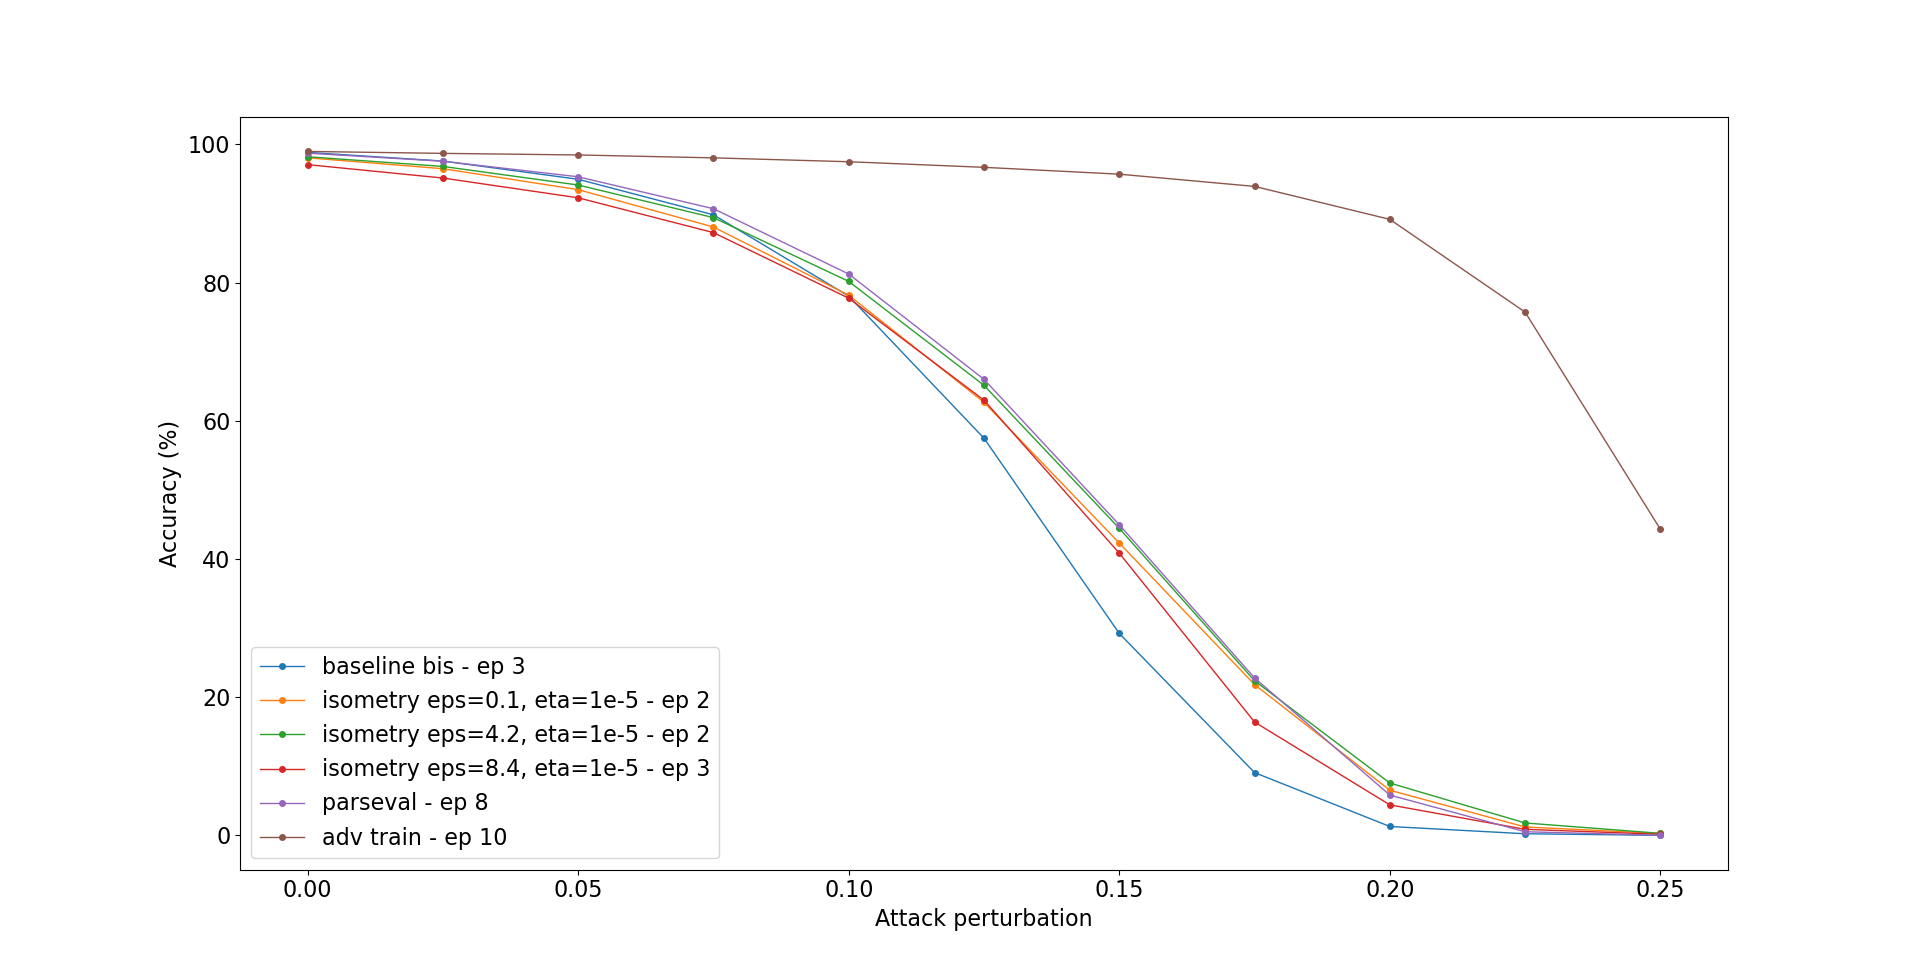 100
80
60
40
20
0
Accuracy (%)
baseline bis - ep 3
isometry eps=0.1, eta=1e-5 - ep 2
isometry eps=4.2, eta=1e-5 - ep 2
isometry eps=8.4, eta=1e-5 - ep 3
parseval - ep 8
adv train - ep 10
0.00 0.05 0.10 0.15 0.20 0.25
Attack perturbation